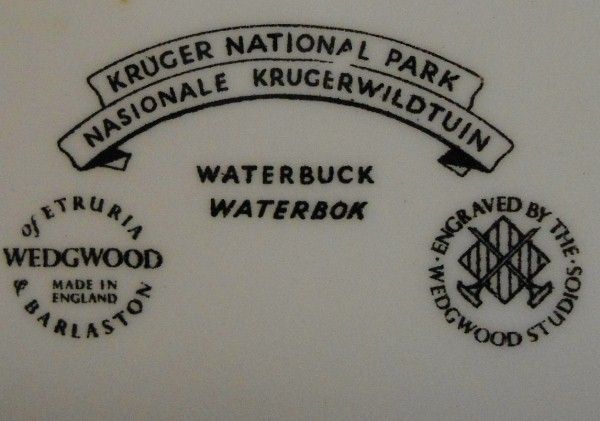 KRUGER NATIONAL PARK
NASIONALE KRUGERWILDTUIN
WATERBUCK
WATERBOK
of ETRURIA
WEDGWOOD
MADE IN
ENGLAND
& BARLASTON
· ENGRAVED BY THE ·
WEDGWOOD STUDIOS